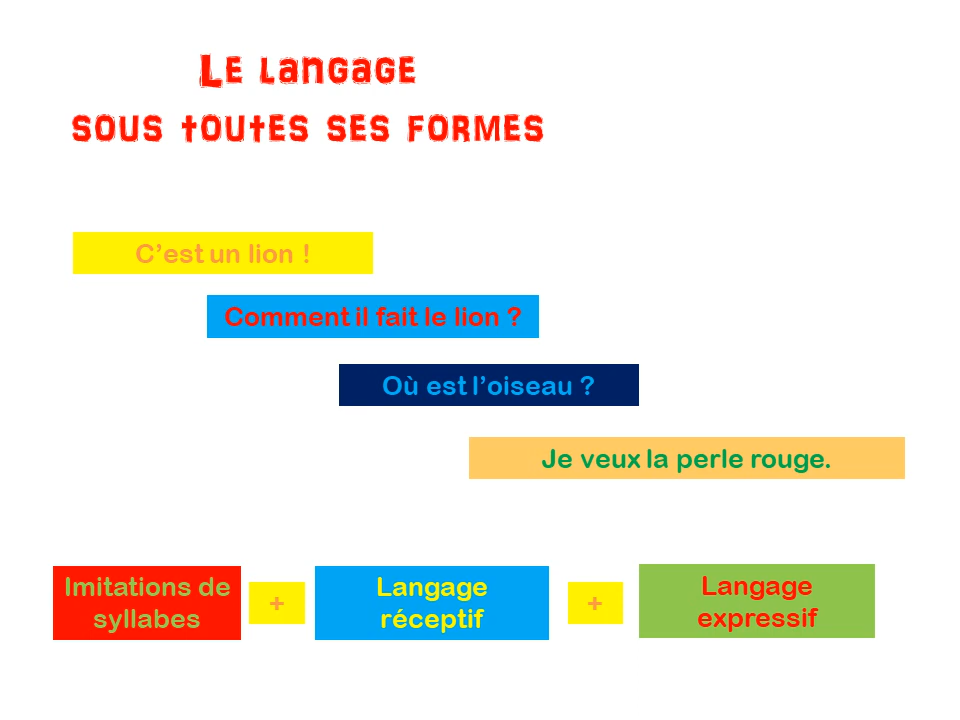 Le langage
sous toutes ses formes
C’est un lion !
Comment il fait le lion ?
Où est l’oiseau ?
Je veux la perle rouge.
Imitations de
syllabes
+
Langage
réceptif
+
Langage
expressif